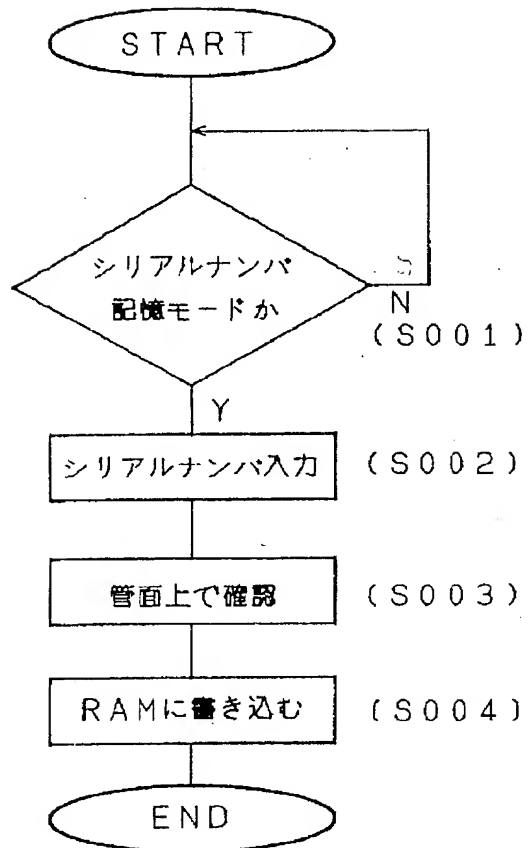 START
シリアルナンバ
記憶モードか
S
N
(S001)
Y
シリアルナンバ入力 (S002)
管面上で確認 (S003)
RAMに書き込む (S004)
END